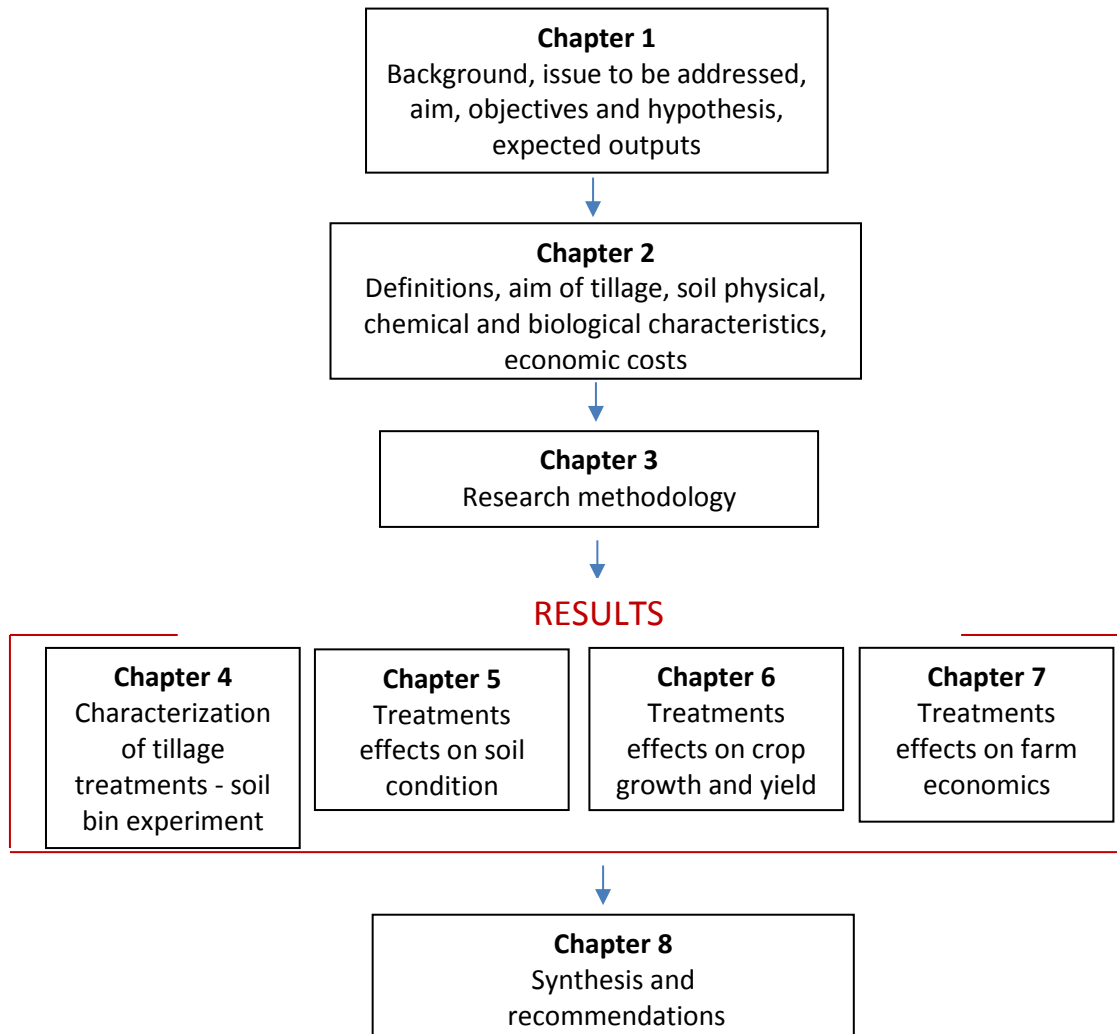 Chapter 1
Background, issue to be addressed,
aim, objectives and hypothesis,
expected outputs
Chapter 2
Definitions, aim of tillage, soil physical,
chemical and biological characteristics,
economic costs
Chapter 3
Research methodology
RESULTS
Chapter 4
Characterization
of tillage
treatments - soil
bin experiment
Chapter 5
Treatments
effects on soil
condition
Chapter 6
Treatments
effects on crop
growth and yield
Chapter 7
Treatments
effects on farm
economics
Chapter 8
Synthesis and
recommendations